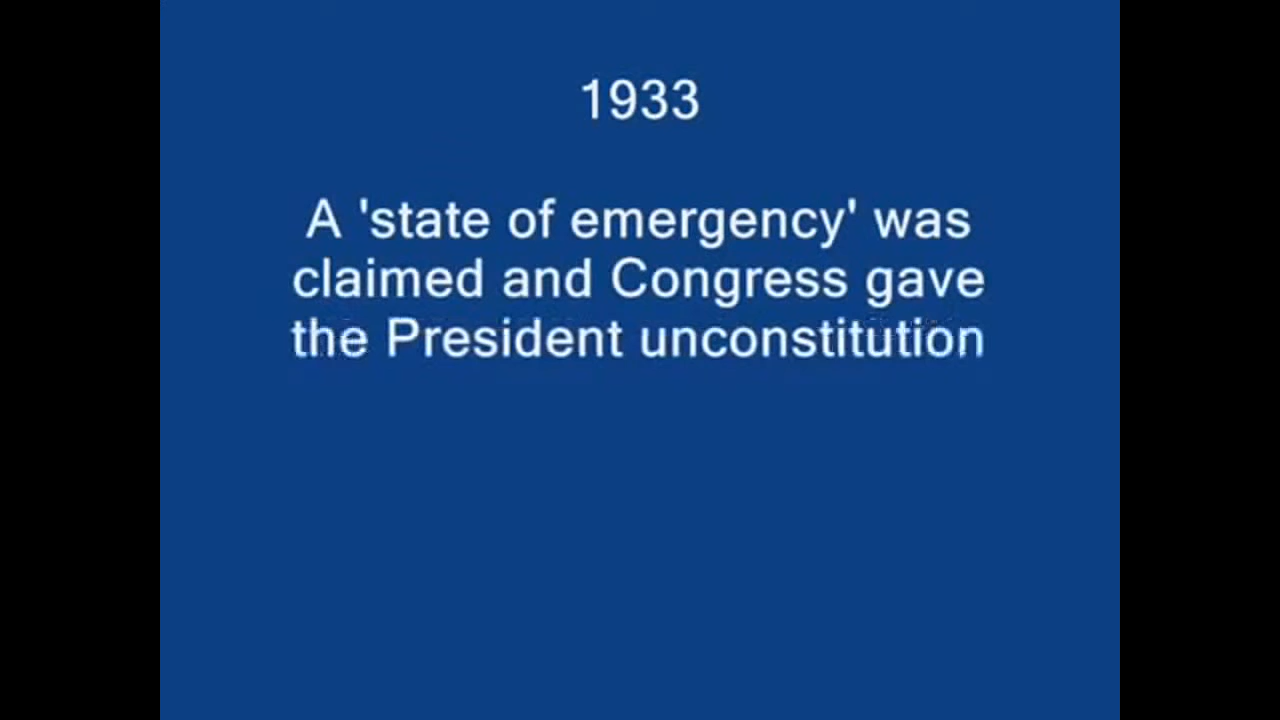 1933
A 'state of emergency' was
claimed and Congress gave
the President unconstitution